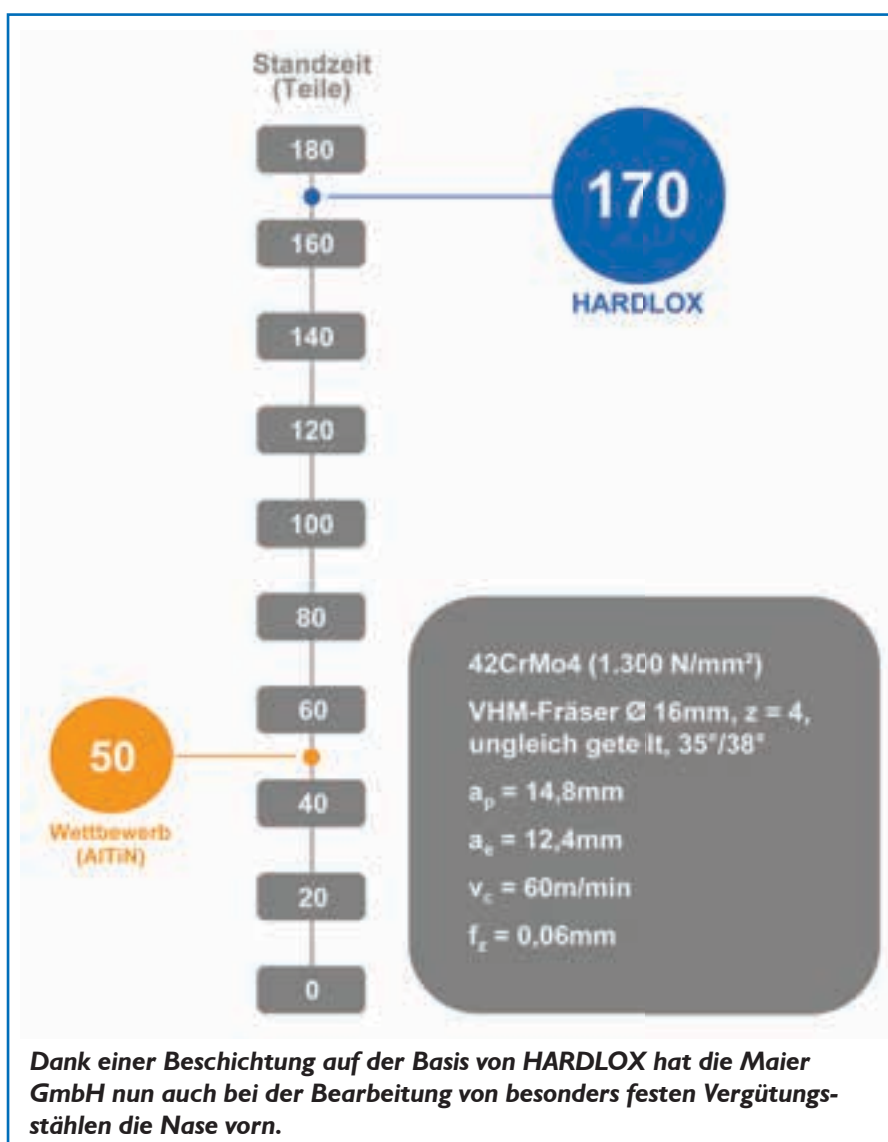 Standzeit
(Teile)
180
170
160
HARDLOX
140
120
100
80
60
50
40
Wettbewerb
(AlTiN)
20
0
42CrMo4 (1.300 N/mm²)
VHM-Fräser Ø 16mm, z = 4,
ungleich geteilt, 35°/38°
aₚ = 14,8mm
aₑ = 12,4mm
v_c = 60m/min
f_z = 0,06mm
Dank einer Beschichtung auf der Basis von HARDLOX hat die Maier
GmbH nun auch bei der Bearbeitung von besonders festen Vergütungs-
stählen die Nase vorn.